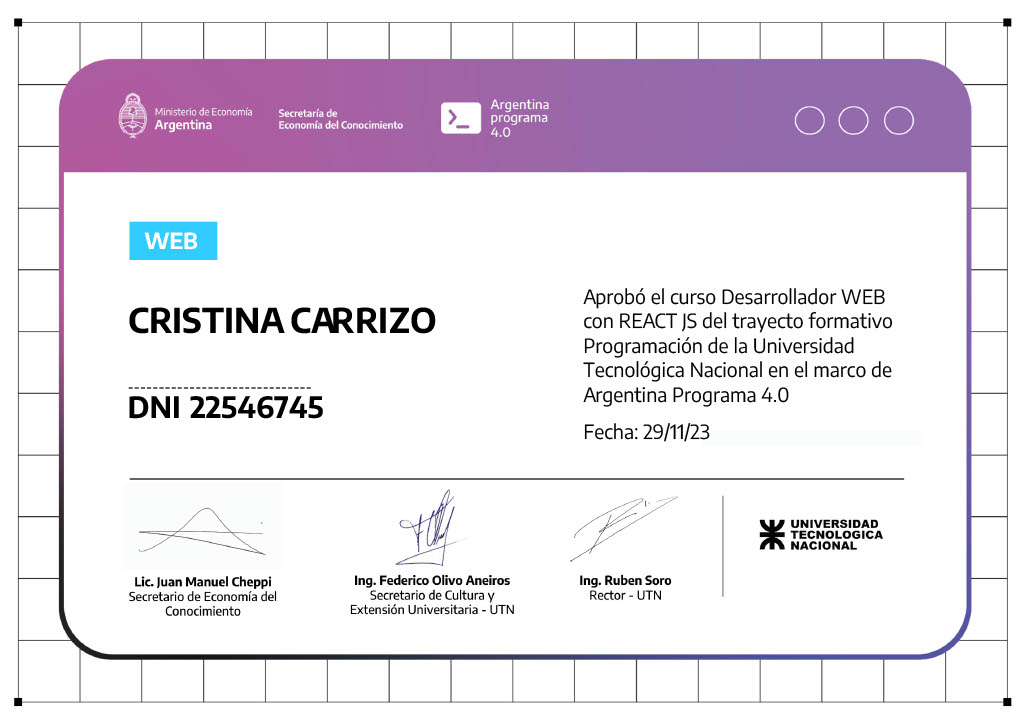 Ministerio de Economía
Argentina
Secretaría de
Economía del Conocimiento
Argentina
programa
4.0
WEB
CRISTINA CARRIZO
DNI 22546745
Aprobó el curso Desarrollador WEB
con REACT JS del trayecto formativo
Programación de la Universidad
Tecnológica Nacional en el marco de
Argentina Programa 4.0
Fecha: 29/11/23
Lic. Juan Manuel Cheppi
Secretario de Economía del
Conocimiento
Ing. Federico Olivo Aneiros
Secretario de Cultura y
Extensión Universitaria - UTN
Ing. Ruben Soro
Rector - UTN
UNIVERSIDAD
TECNOLOGICA
NACIONAL